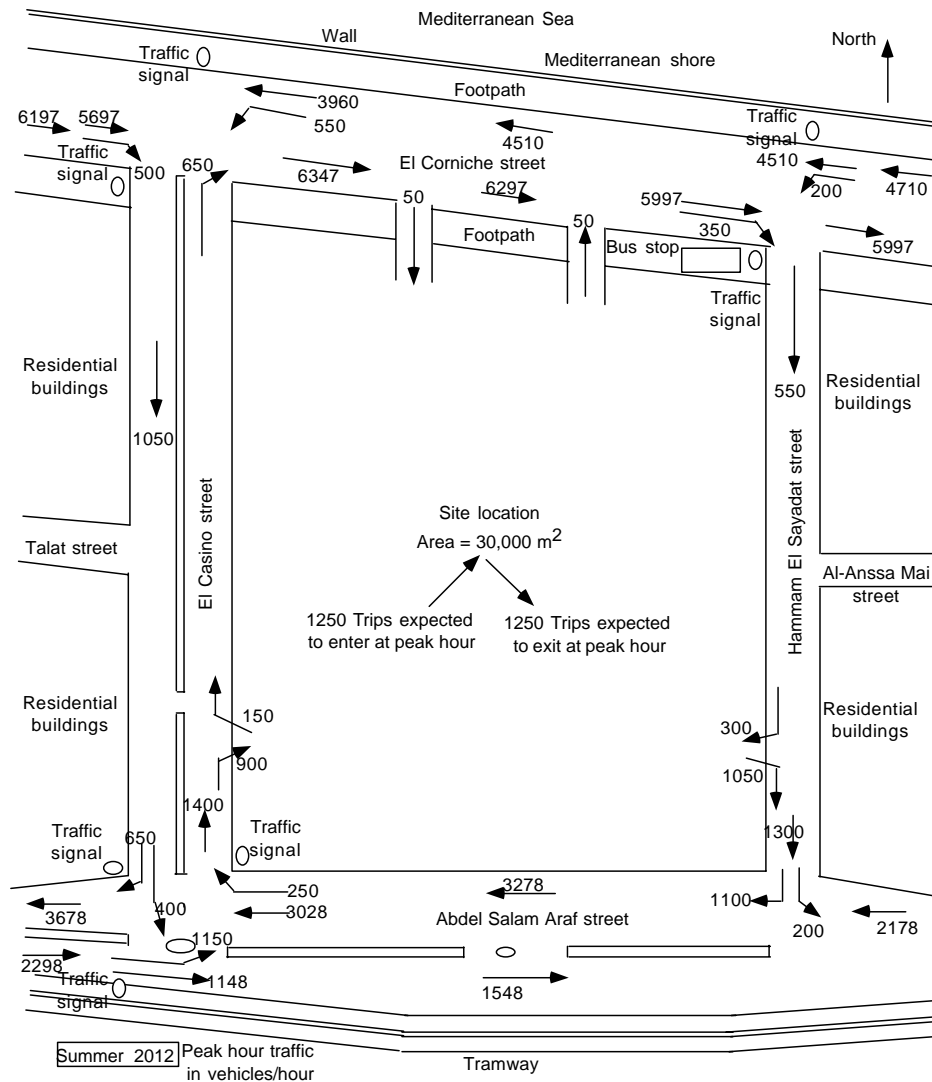 Mediterranean Sea
Wall
North
Traffic
signal
Mediterranean shore
Footpath
3960
550
Traffic
signal
6197
5697
4510
4510
Traffic
signal
500
650
6347
El Corniche street
200
4710
50
6297
5997
50
350
5997
Footpath
Bus stop
Traffic
signal
Residential
buildings
550
Residential
buildings
1050
Hammam El Sayadat street
El Casino street
Site location
Area = 30,000 m2
Talat street
Al-Anssa Mai
street
1250 Trips expected
to enter at peak hour
1250 Trips expected
to exit at peak hour
Residential
buildings
Residential
buildings
150
300
900
1050
1400
Traffic
signal
650
Traffic
signal
1300
250
3278
1100
3678
400
3028
Abdel Salam Araf street
2178
200
1150
2298
1148
1548
Traffic
signal
Summer 2012
Peak hour traffic
in vehicles/hour
Tramway